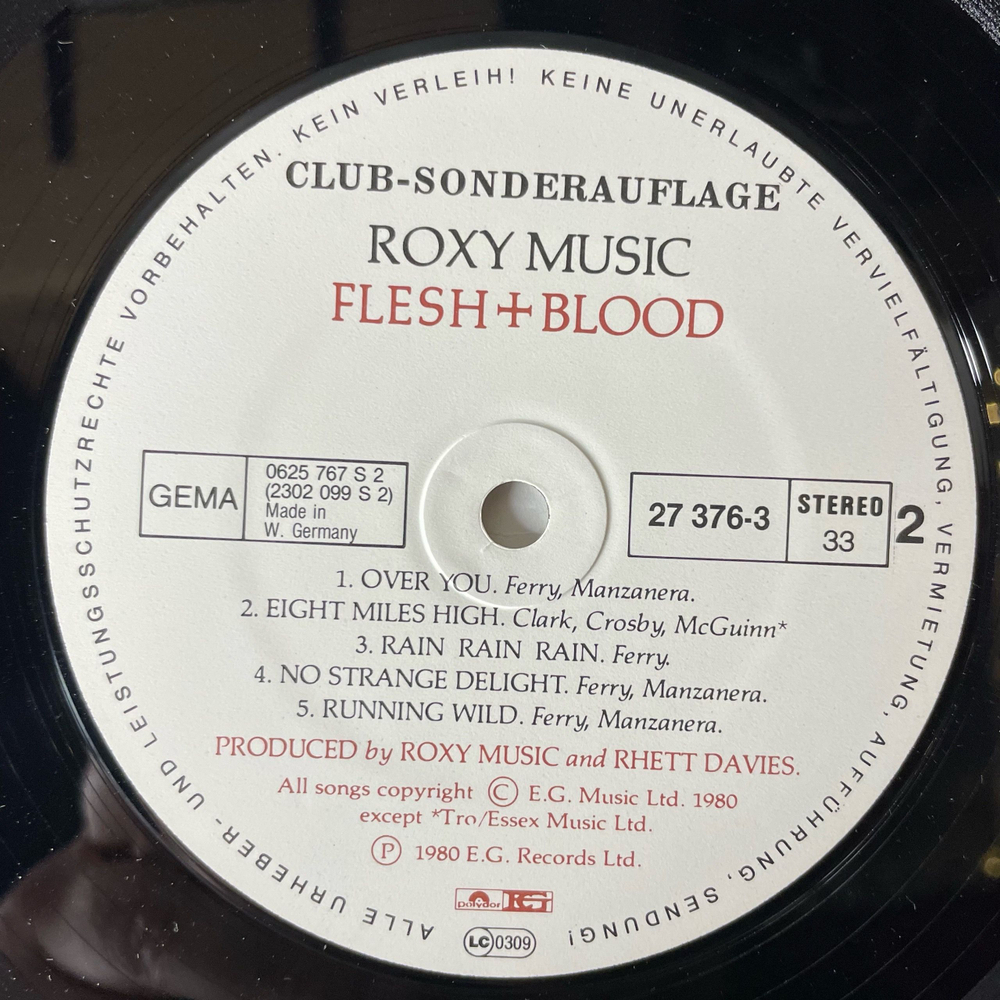 ALLE URHEBER- UND LEISTUNGSSCHUTZRECHTE VORBEHALTEN. KEIN VERLEIH! KEINE UNERLAUBTE VERVIELFÄLTIGUNG, VERMIETUNG, AUFFÜHRUNG, SENDUNG!
CLUB-SONDERAUFLAGE
ROXY MUSIC
FLESH+BLOOD
GEMA
0625 767 S 2
(2302 099 S 2)
Made in
W. Germany
27 376-3
STEREO
33
2
1. OVER YOU. Ferry, Manzanera.
2. EIGHT MILES HIGH. Clark, Crosby, McGuinn*
3. RAIN RAIN RAIN. Ferry.
4. NO STRANGE DELIGHT. Ferry, Manzanera.
5. RUNNING WILD. Ferry, Manzanera.
PRODUCED by ROXY MUSIC and RHETT DAVIES.
All songs copyright Ⓒ E.G. Music Ltd. 1980
except *Tro/Essex Music Ltd.
Ⓟ 1980 E.G. Records Ltd.
polydor EG
LC 0309